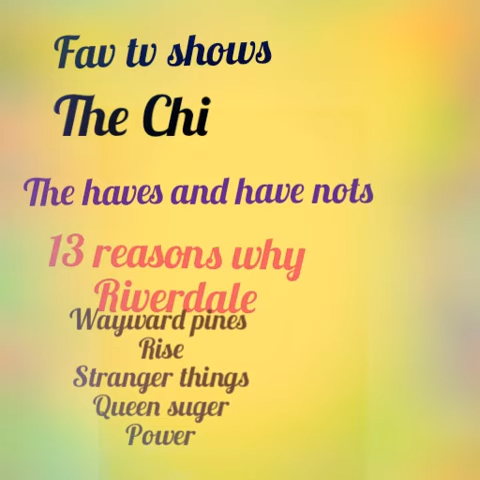 Fav tv shows
The Chi
The haves and have nots
13 reasons why
Riverdale
Wayward pines
Rise
Stranger things
Queen suger
Power